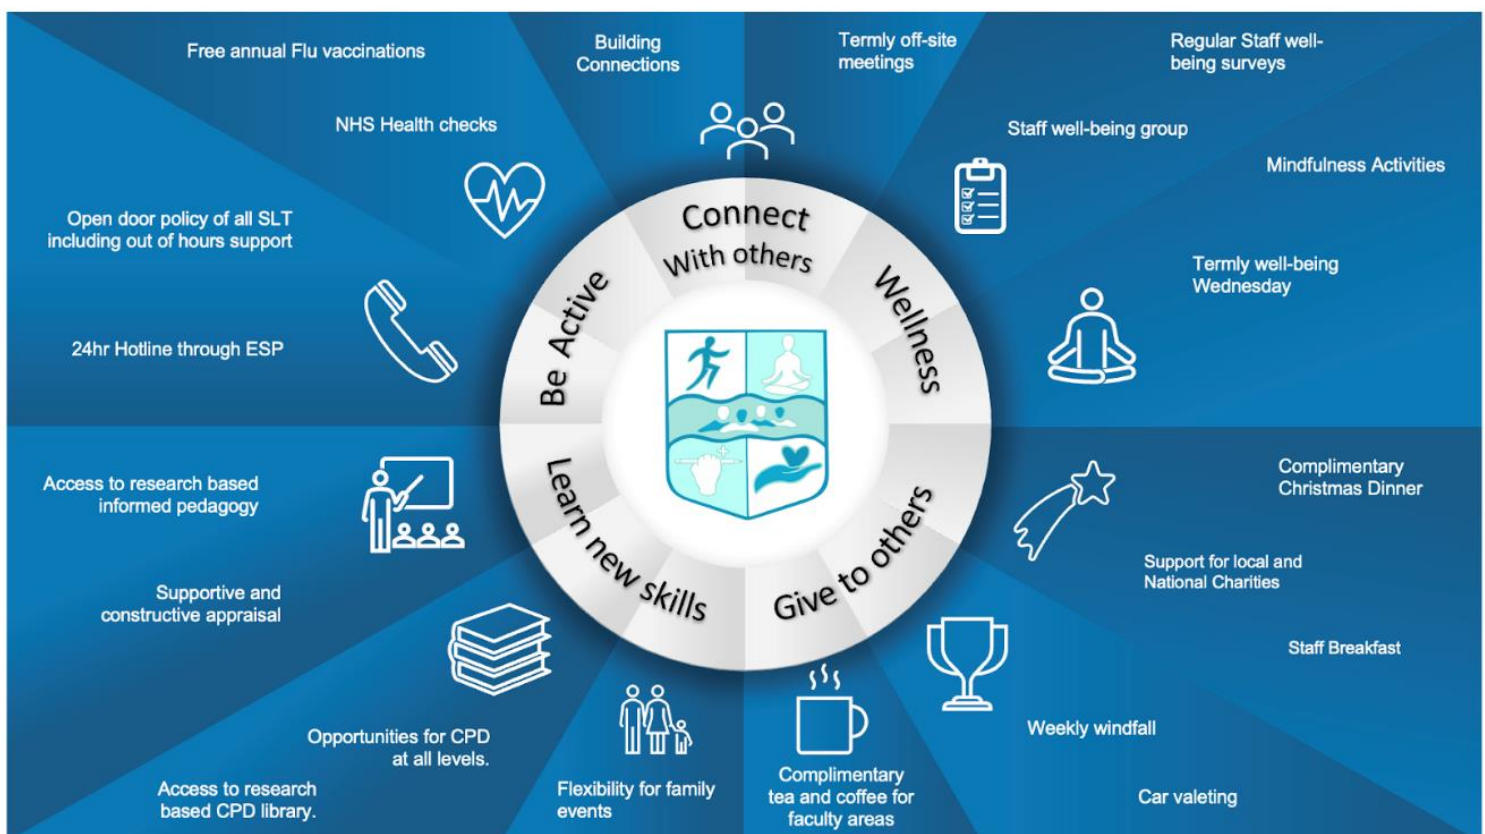 Free annual Flu vaccinations
NHS Health checks
Open door policy of all SLT
including out of hours support
24hr Hotline through ESP
Building
Connections
Termly off-site
meetings
Regular Staff well-
being surveys
Staff well-being group
Mindfulness Activities
Termly well-being
Wednesday
Connect
With others
Wellness
Give to others
Learn new skills
Be Active
Access to research based
informed pedagogy
Supportive and
constructive appraisal
Opportunities for CPD
at all levels.
Access to research
based CPD library.
Flexibility for family
events
Complimentary
tea and coffee for
faculty areas
Complimentary
Christmas Dinner
Support for local and
National Charities
Staff Breakfast
Weekly windfall
Car valeting